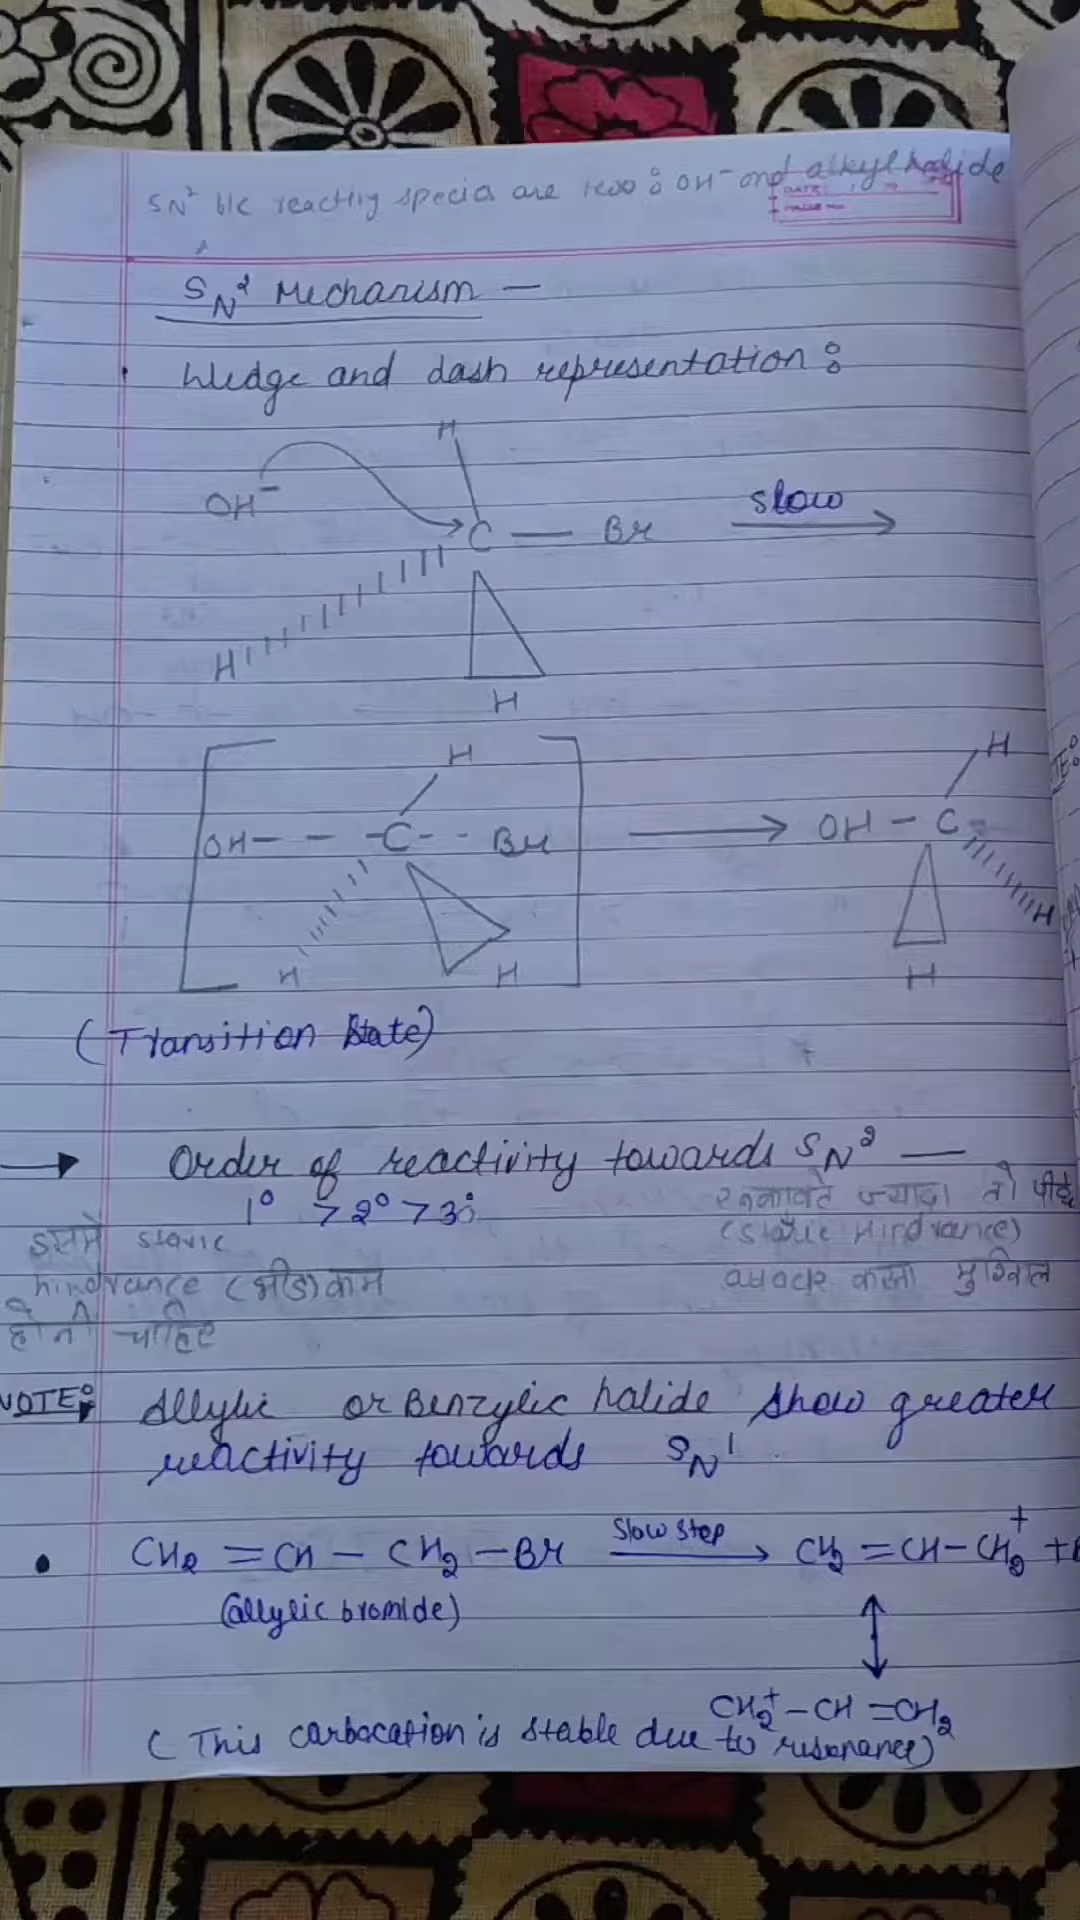 SN² b/c reacting species are two : OH⁻ and alkyl halide
DATE:
SN² Mechanism —
Wedge and dash representation :
H
OH⁻
C — Br
slow
H
H
H
OH - - - C - - Br
H
H
H
OH – C
H
H
(Transition State)
Order of reactivity towards SN² —
1° > 2° > 3°
रुकावटे ज्यादा तो पीछे
इसमें staric
(staric Hindrance)
hindrance (भीड) कम
attack करना मुश्किल
होनी चाहिए
NOTE: Allylic or Benzylic halide show greater
reactivity towards SN¹
CH₂ = CH – CH₂ – Br
slow step
CH₂ = CH – CH₂⁺ +
(allylic bromide)
CH₂⁺ – CH = CH₂
(This carbocation is stable due to resonance)